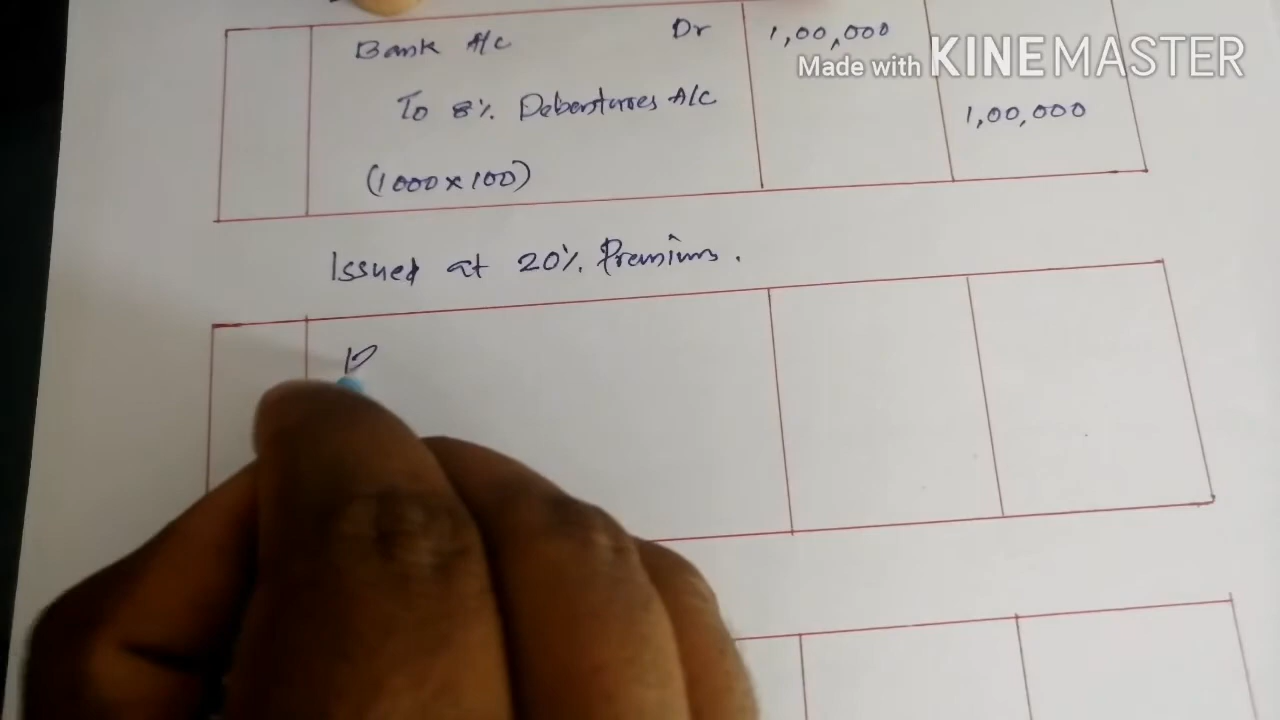 Bank A/c Dr 1,00,000
Made with KINEMASTER
To 8% Debentures A/c 1,00,000
(1000 x 100)
Issued at 20% Premium.